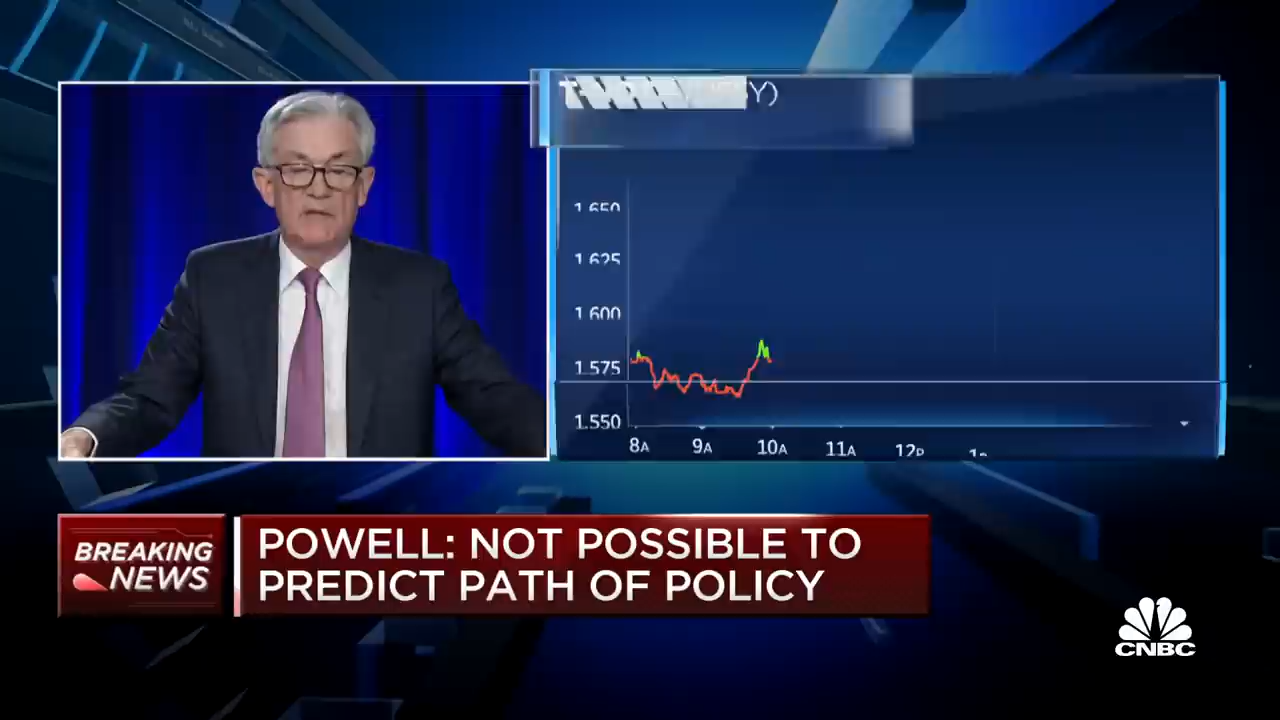 Y)
1.650
1.625
1.600
1.575
1.550
8A 9A 10A 11A 12P
BREAKING
NEWS
POWELL: NOT POSSIBLE TO
PREDICT PATH OF POLICY
CNBC